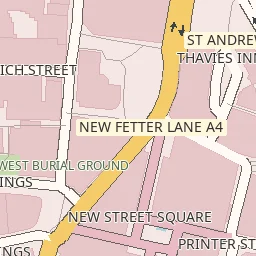 ST ANDREW
THAVIES INN
ICH STREET
NEW FETTER LANE A4
WEST BURIAL GROUND
INGS
NEW STREET SQUARE
PRINTER ST
NGS